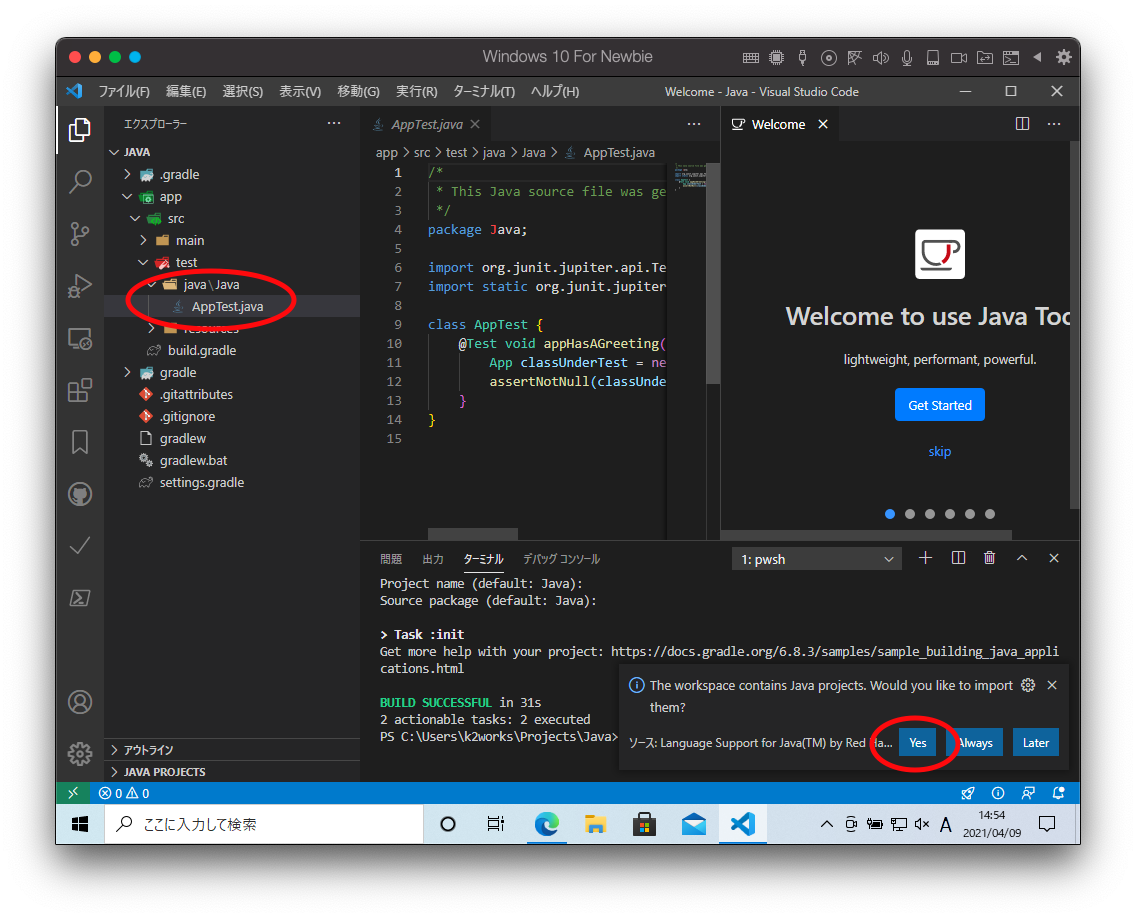 Windows 10 For Newbie
ファイル(F) 編集(E) 選択(S) 表示(V) 移動(G) 実行(R) ターミナル(T) ヘルプ(H) Welcome - Java - Visual Studio Code
エクスプローラー
JAVA
.gradle
app
src
main
test
java\Java
AppTest.java
resources
build.gradle
gradle
.gitattributes
.gitignore
gradlew
gradlew.bat
settings.gradle
アウトライン
JAVA PROJECTS
AppTest.java
app > src > test > java > Java > AppTest.java
1 /*
2 * This Java source file was ge
3 */
4 package Java;
5
6 import org.junit.jupiter.api.Te
7 import static org.junit.jupiter
8
9 class AppTest {
10 @Test void appHasAGreeting(
11 App classUnderTest = ne
12 assertNotNull(classUnde
13 }
14 }
15
Welcome
Welcome to use Java Too
lightweight, performant, powerful.
Get Started
skip
問題 出力 ターミナル デバッグ コンソール 1: pwsh
Project name (default: Java):
Source package (default: Java):
> Task :init
Get more help with your project: https://docs.gradle.org/6.8.3/samples/sample_building_java_appli
cations.html
BUILD SUCCESSFUL in 31s
2 actionable tasks: 2 executed
PS C:\Users\k2works\Projects\Java>
The workspace contains Java projects. Would you like to import
them?
ソース: Language Support for Java(TM) by Red Ha...
Yes Always Later
0 0
ここに入力して検索
A
14:54
2021/04/09